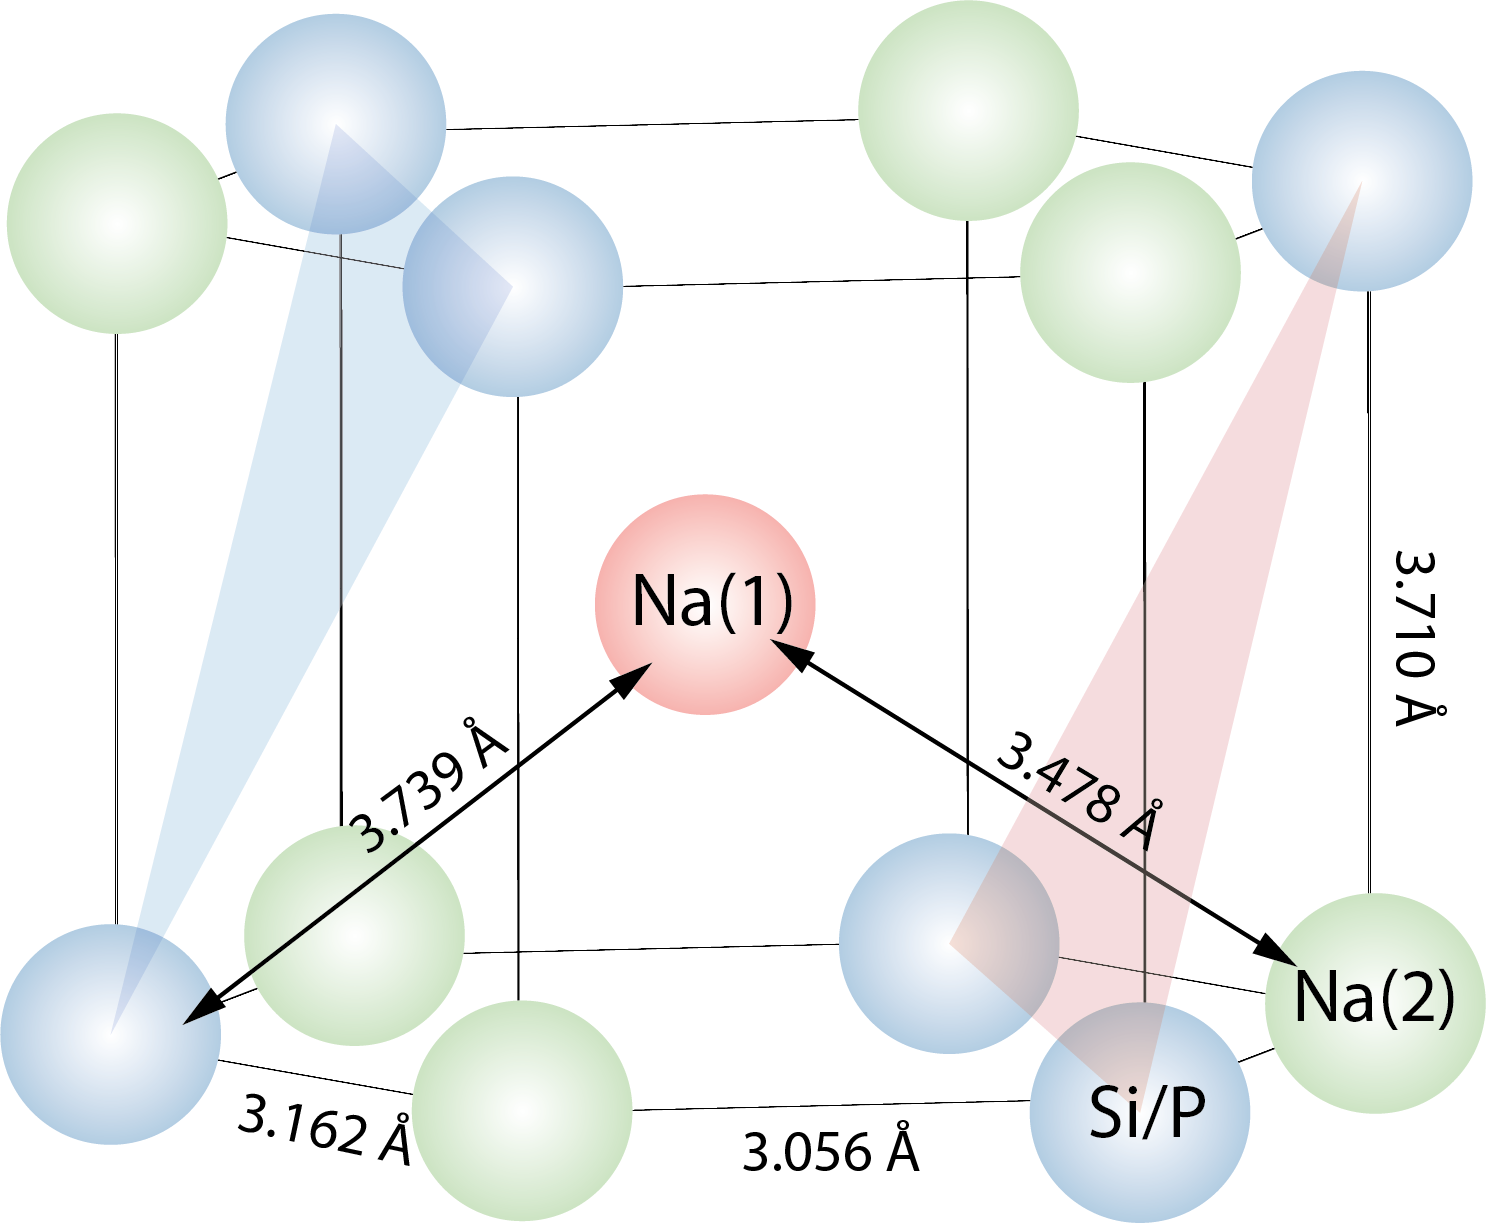 Na(1)
3.710 Å
3.739 Å
3.478 Å
Na(2)
Si/P
3.162 Å
3.056 Å